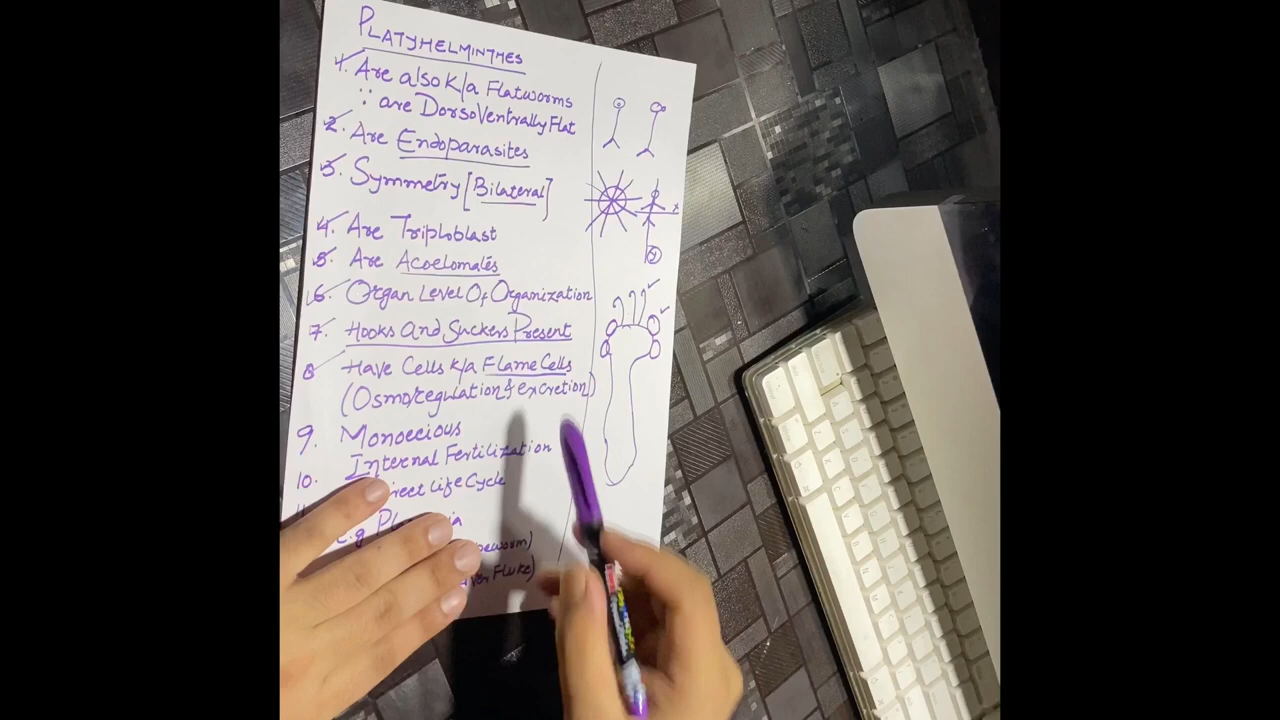 PLATYHELMINTHES
1. Are also K/a Flatworms
∵ are DorsoVentrally Flat
2. Are Endoparasites
3. Symmetry [Bilateral]
4. Are Triploblast
5. Are Acoelomates
6. Organ Level Of Organization
7. Hooks And Suckers Present
8 Have Cells k/a Flame Cells
(Osmoregulation & excretion)
9. Monoecious
Internal Fertilization
10. Life Cycle
e.g
Fluke)
x
y